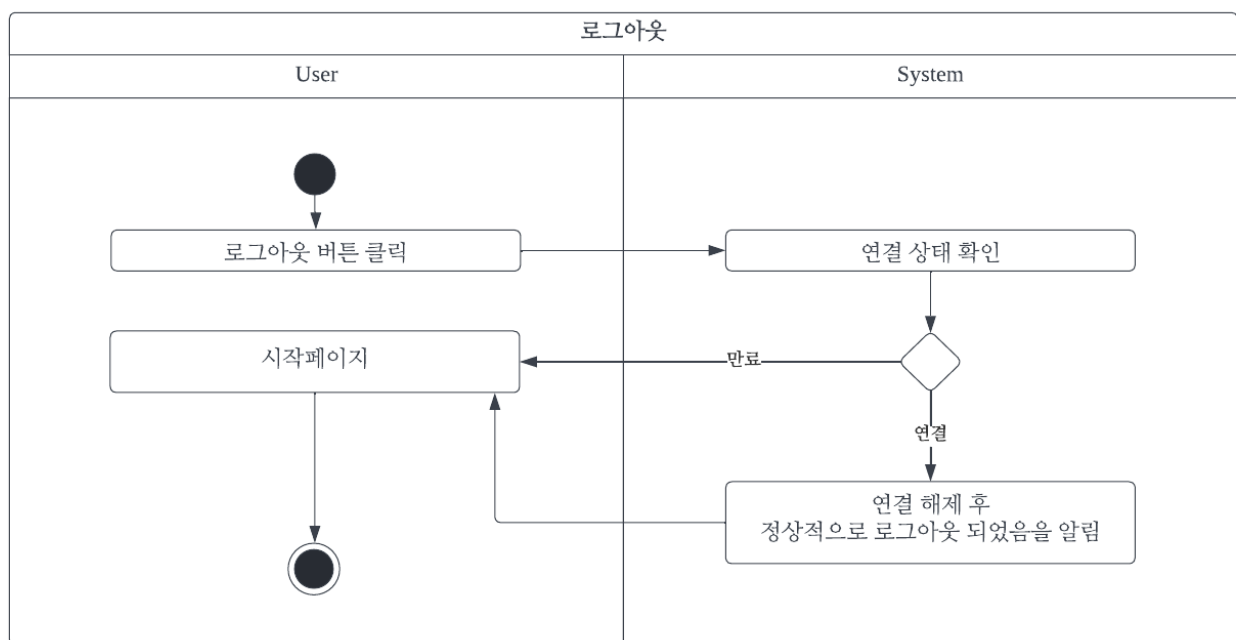 로그아웃
User
System
로그아웃 버튼 클릭
연결 상태 확인
시작페이지
만료
연결
연결 해제 후
정상적으로 로그아웃 되었음을 알림